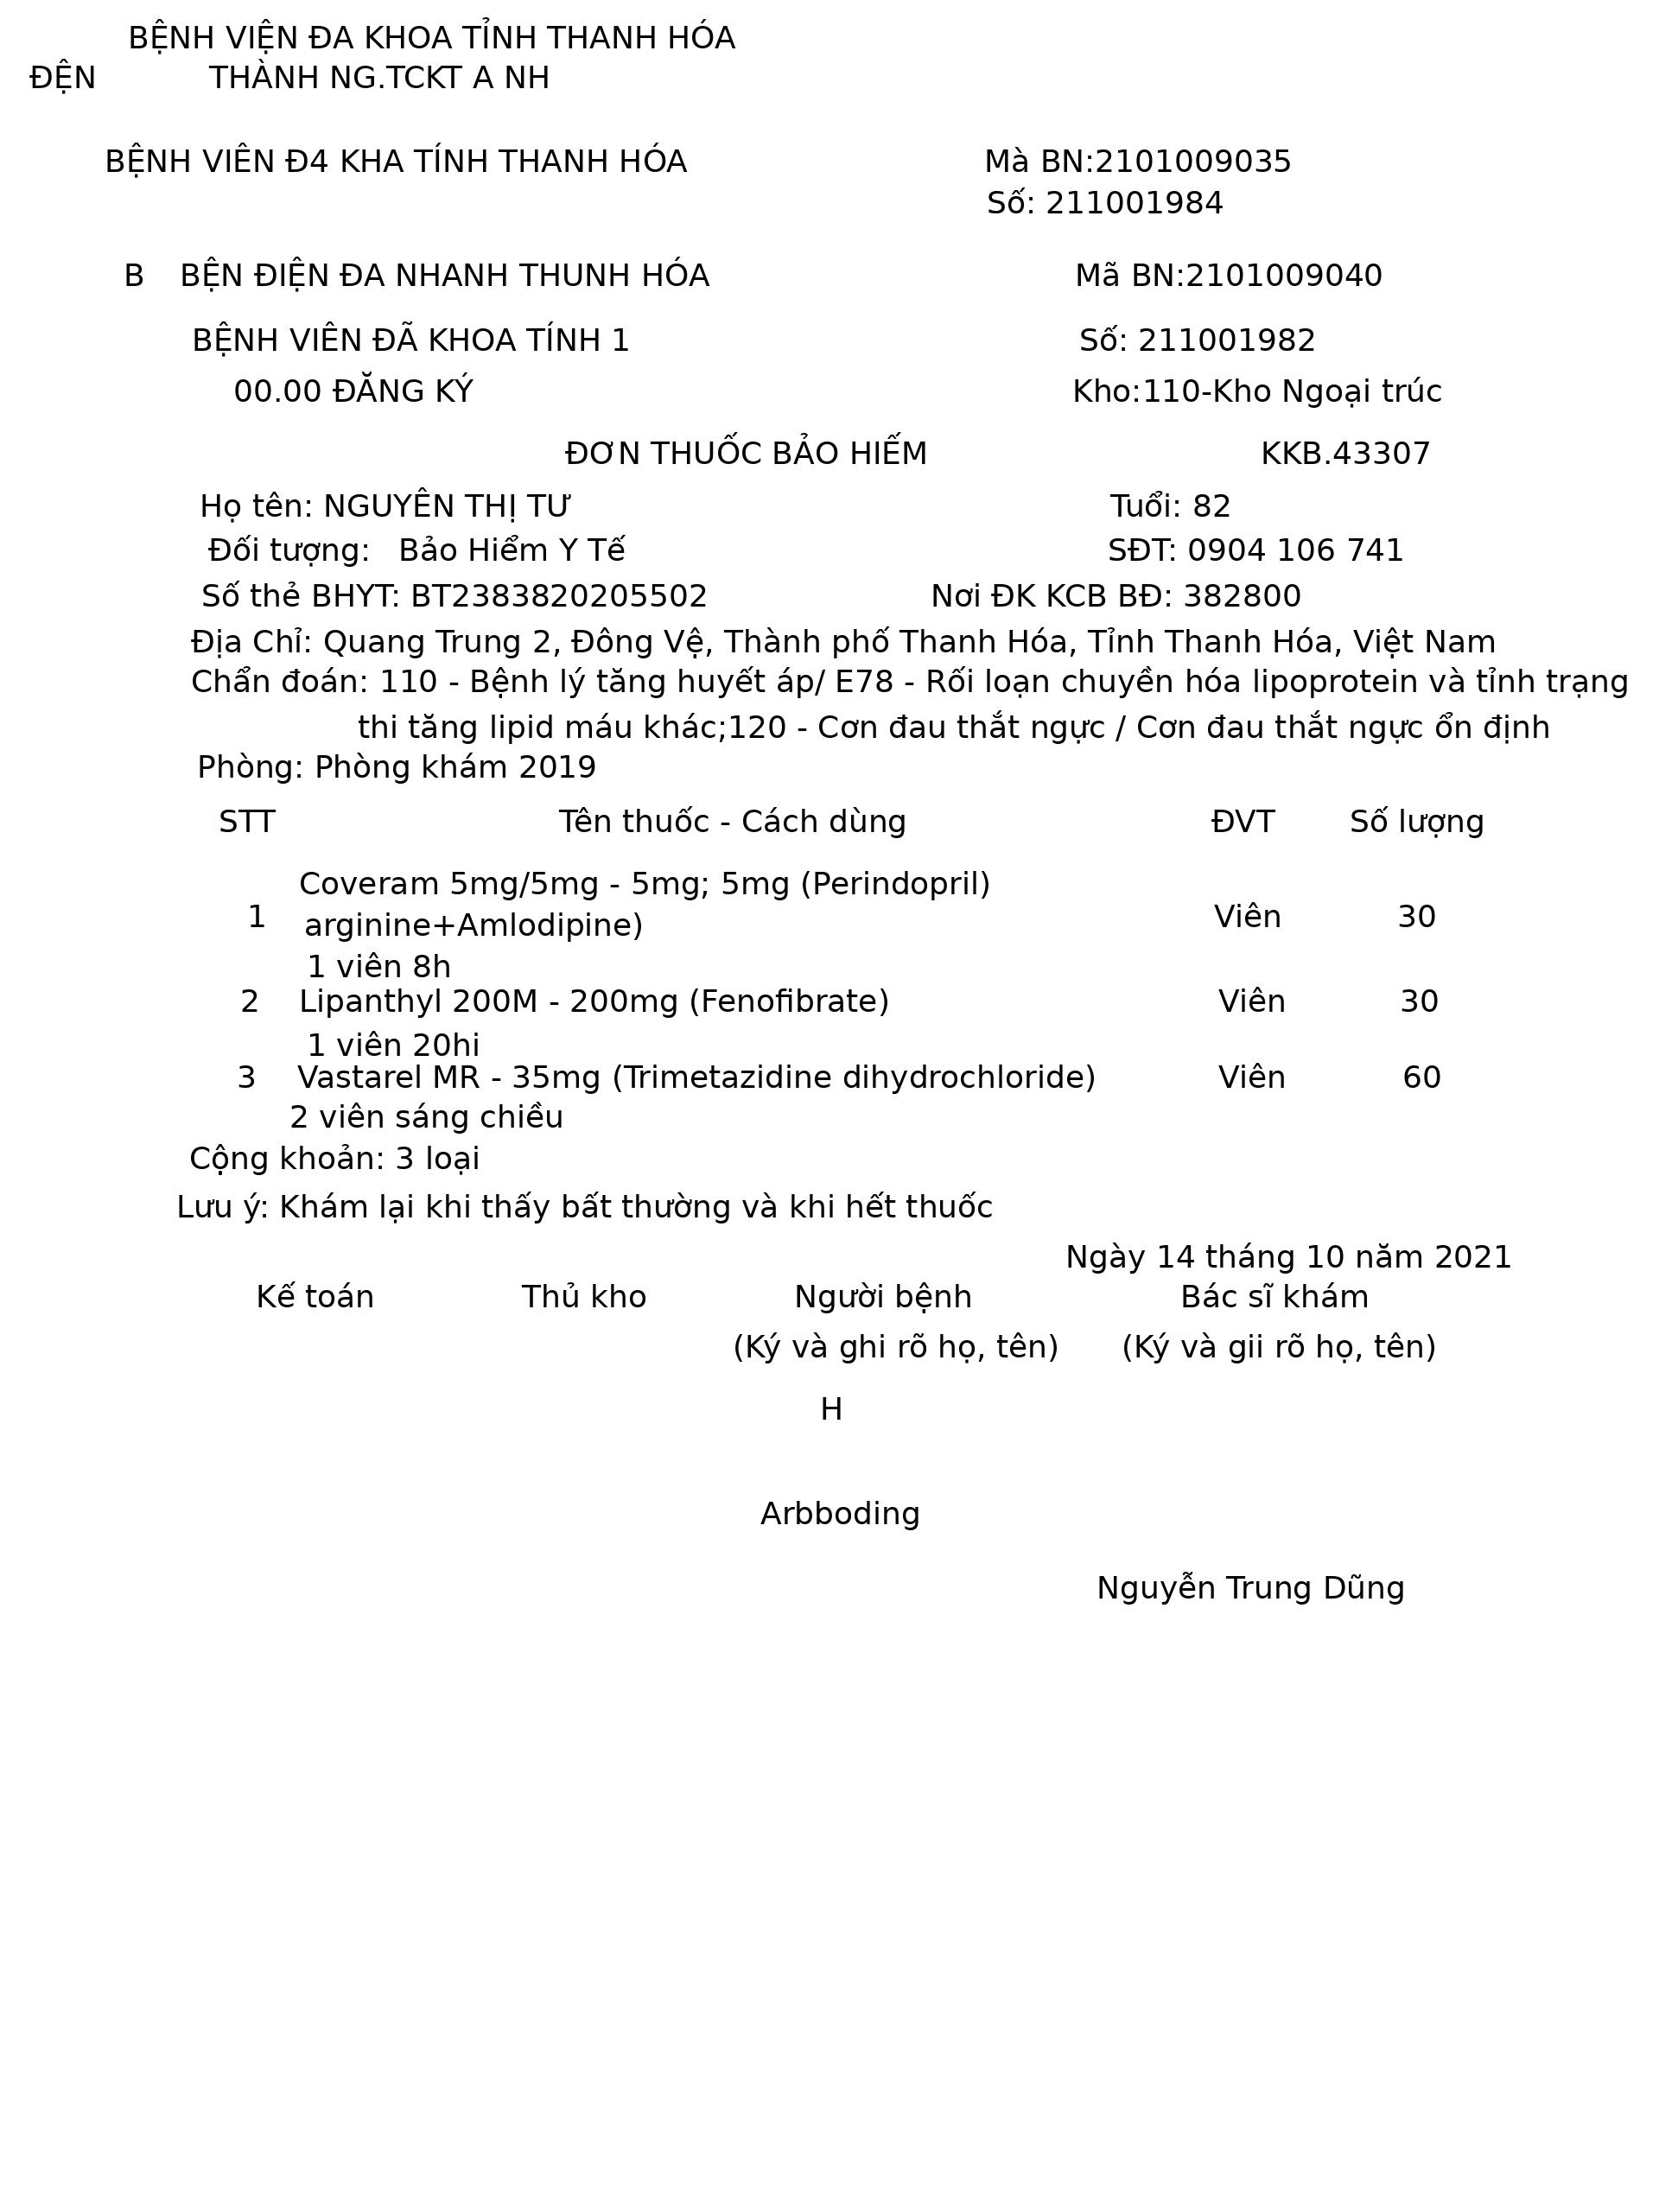 BỆNH VIỆN ĐA KHOA TỈNH THANH HÓA
ĐỆN THÀNH NG.TCKT A NH
BỆNH VIÊN Đ4 KHA TÍNH THANH HÓA Mà BN:2101009035
Số: 211001984
B BỆN ĐIỆN ĐA NHANH THUNH HÓA Mã BN:2101009040
BỆNH VIÊN ĐÃ KHOA TÍNH 1 Số: 211001982
00.00 ĐĂNG KÝ Kho:110-Kho Ngoại trúc
ĐƠN THUỐC BẢO HIẾM KKB.43307
Họ tên: NGUYÊN THỊ TƯ Tuổi: 82
Đối tượng: Bảo Hiểm Y Tế SĐT: 0904 106 741
Số thẻ BHYT: BT2383820205502 Nơi ĐK KCB BĐ: 382800
Địa Chỉ: Quang Trung 2, Đông Vệ, Thành phố Thanh Hóa, Tỉnh Thanh Hóa, Việt Nam
Chẩn đoán: 110 - Bệnh lý tăng huyết áp/ E78 - Rối loạn chuyền hóa lipoprotein và tỉnh trạng
thi tăng lipid máu khác;120 - Cơn đau thắt ngực / Cơn đau thắt ngực ổn định
Phòng: Phòng khám 2019
STT Tên thuốc - Cách dùng ĐVT Số lượng
Coveram 5mg/5mg - 5mg; 5mg (Perindopril)
1 arginine+Amlodipine) Viên 30
1 viên 8h
2 Lipanthyl 200M - 200mg (Fenofibrate) Viên 30
1 viên 20hi
3 Vastarel MR - 35mg (Trimetazidine dihydrochloride) Viên 60
2 viên sáng chiều
Cộng khoản: 3 loại
Lưu ý: Khám lại khi thấy bất thường và khi hết thuốc
Ngày 14 tháng 10 năm 2021
Kế toán Thủ kho Người bệnh Bác sĩ khám
(Ký và ghi rõ họ, tên) (Ký và gii rõ họ, tên)
H
Arbboding
Nguyễn Trung Dũng